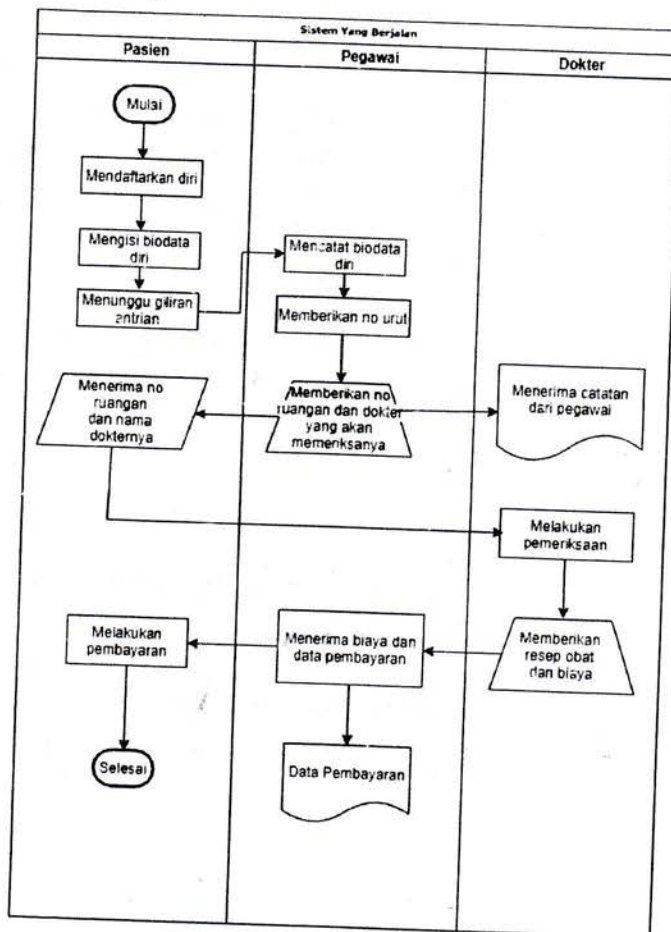 Sistem Yang Berjalan
Pasien
Pegawai
Dokter
Mulai
Mendaftarkan diri
Mengisi biodata
diri
Menunggu giliran
antrian
Mencatat biodata
diri
Memberikan no urut
Memberikan no
ruangan dan dokter
yang akan
memeriksanya
Menerima no
ruangan
dan nama
dokternya
Menerima catatan
dari pegawai
Melakukan
pemeriksaan
Memberikan
resep obat
dan biaya
Menerima biaya dan
data pembayaran
Melakukan
pembayaran
Selesai
Data Pembayaran